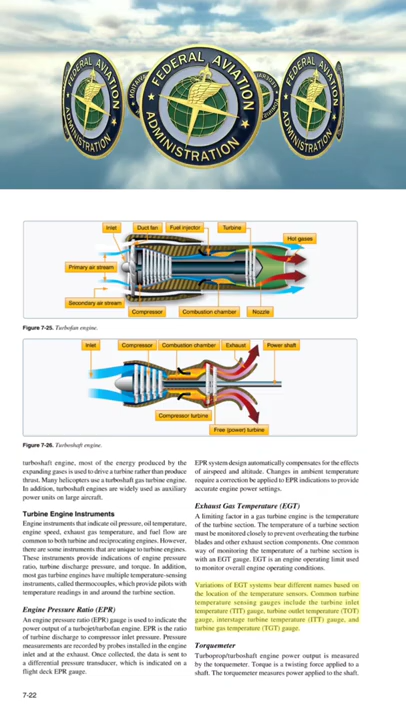 FEDERAL AVIATION
ADMINISTRATION
FEDERAL AVIATION
ADMINISTRATION
FEDERAL AVIATION
ADMINISTRATION
Inlet
Duct fan
Fuel injector
Turbine
Hot gases
Primary air stream
Secondary air stream
Compressor
Combustion chamber
Nozzle
Figure 7-25. Turbofan engine.
Inlet
Compressor
Combustion chamber
Exhaust
Power shaft
Compressor turbine
Free (power) turbine
Figure 7-26. Turboshaft engine.
turboshaft engine, most of the energy produced by the
expanding gases is used to drive a turbine rather than produce
thrust. Many helicopters use a turboshaft gas turbine engine.
In addition, turboshaft engines are widely used as auxiliary
power units on large aircraft.
Turbine Engine Instruments
Engine instruments that indicate oil pressure, oil temperature,
engine speed, exhaust gas temperature, and fuel flow are
common to both turbine and reciprocating engines. However,
there are some instruments that are unique to turbine engines.
These instruments provide indications of engine pressure
ratio, turbine discharge pressure, and torque. In addition,
most gas turbine engines have multiple temperature-sensing
instruments, called thermocouples, which provide pilots with
temperature readings in and around the turbine section.
Engine Pressure Ratio (EPR)
An engine pressure ratio (EPR) gauge is used to indicate the
power output of a turbojet/turbofan engine. EPR is the ratio
of turbine discharge to compressor inlet pressure. Pressure
measurements are recorded by probes installed in the engine
inlet and at the exhaust. Once collected, the data is sent to
a differential pressure transducer, which is indicated on a
flight deck EPR gauge.
EPR system design automatically compensates for the effects
of airspeed and altitude. Changes in ambient temperature
require a correction be applied to EPR indications to provide
accurate engine power settings.
Exhaust Gas Temperature (EGT)
A limiting factor in a gas turbine engine is the temperature
of the turbine section. The temperature of a turbine section
must be monitored closely to prevent overheating the turbine
blades and other exhaust section components. One common
way of monitoring the temperature of a turbine section is
with an EGT gauge. EGT is an engine operating limit used
to monitor overall engine operating conditions.
Variations of EGT systems bear different names based on
the location of the temperature sensors. Common turbine
temperature sensing gauges include the turbine inlet
temperature (TIT) gauge, turbine outlet temperature (TOT)
gauge, interstage turbine temperature (ITT) gauge, and
turbine gas temperature (TGT) gauge.
Torquemeter
Turboprop/turboshaft engine power output is measured
by the torquemeter. Torque is a twisting force applied to a
shaft. The torquemeter measures power applied to the shaft.
7-22